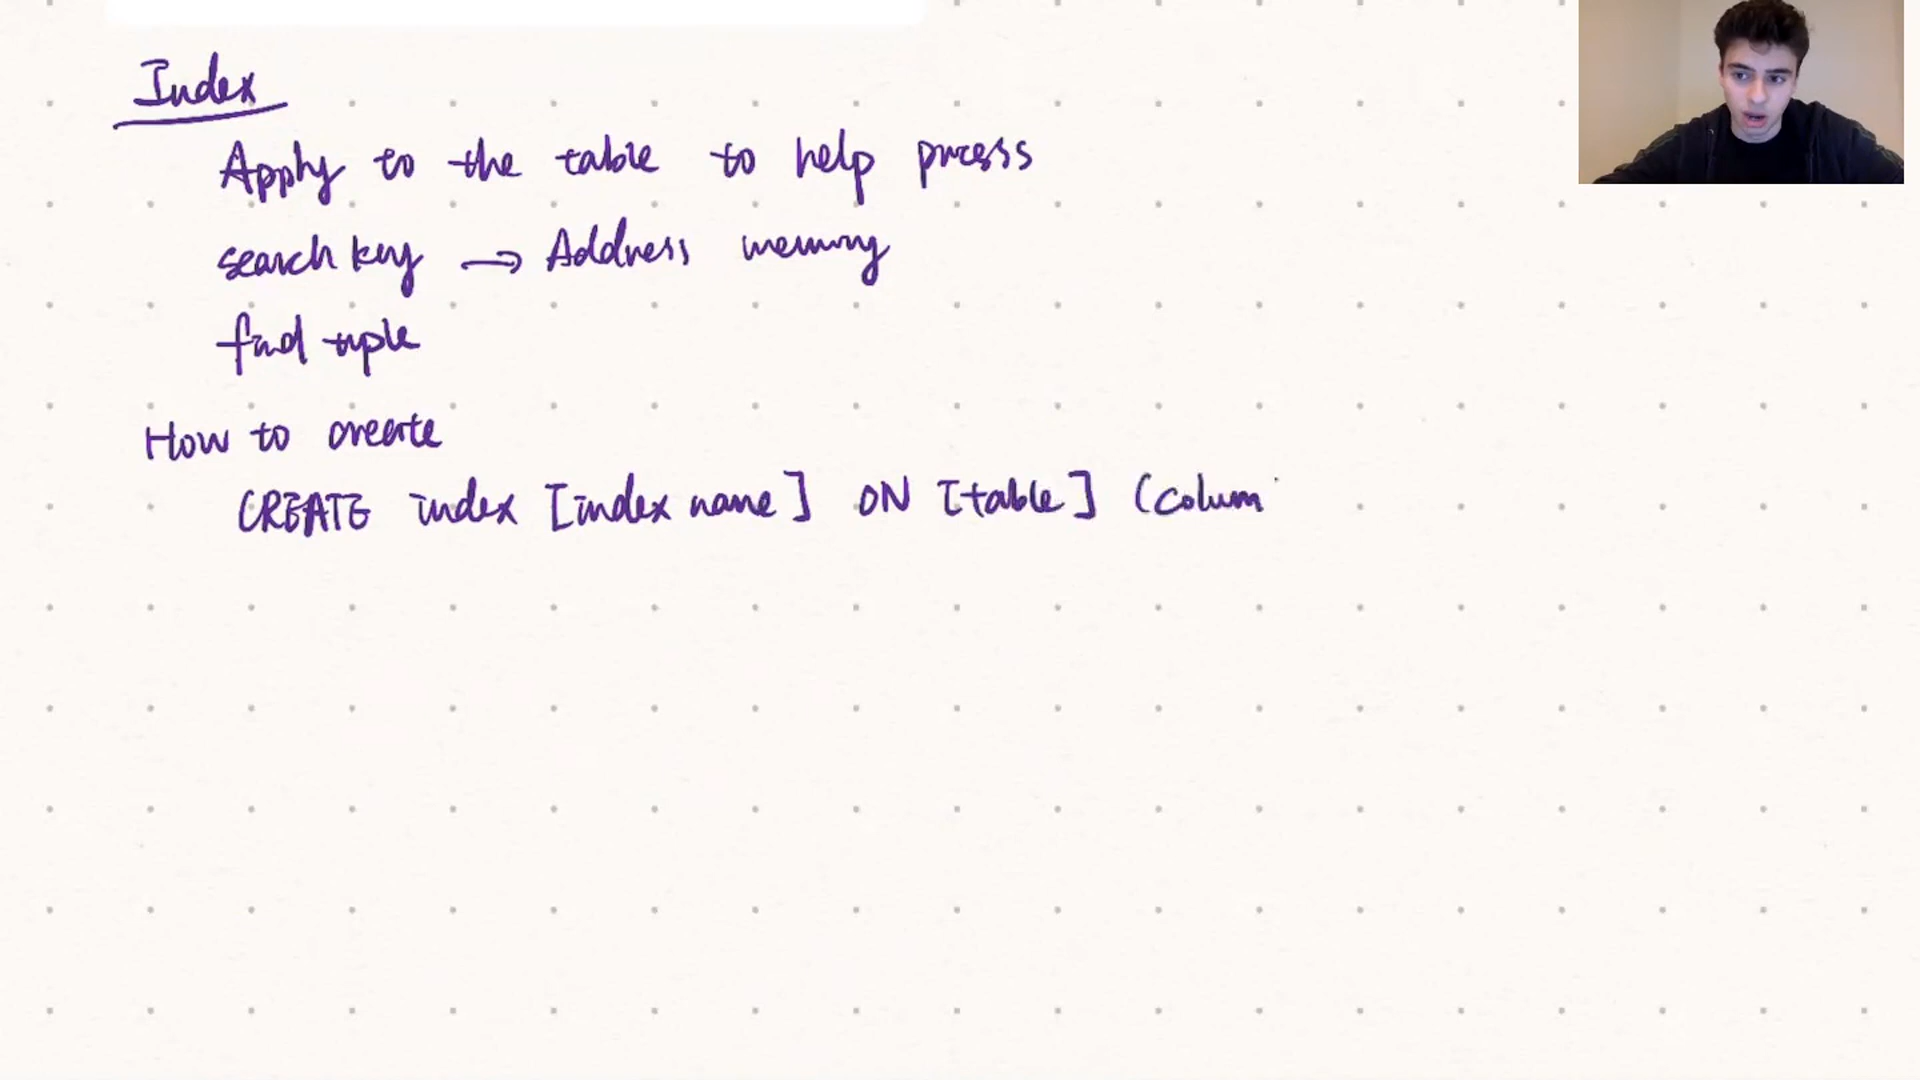 Index
Apply to the table to help process
search key → Address memory
find tuple
How to create
CREATE index [index name] ON [table] (colum